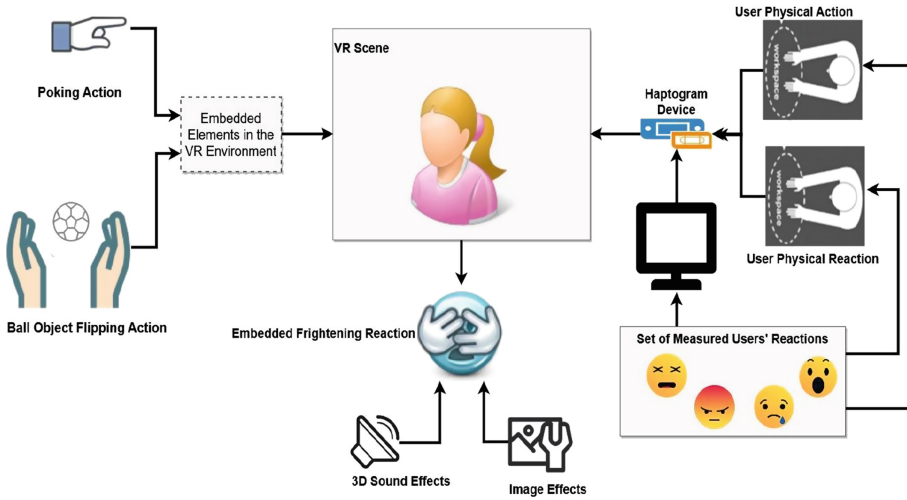 Poking Action
Embedded
Elements in the
VR Environment
Ball Object Flipping Action
VR Scene
Embedded Frightening Reaction
3D Sound Effects
Image Effects
Haptogram
Device
User Physical Action
workspace
workspace
User Physical Reaction
Set of Measured Users' Reactions